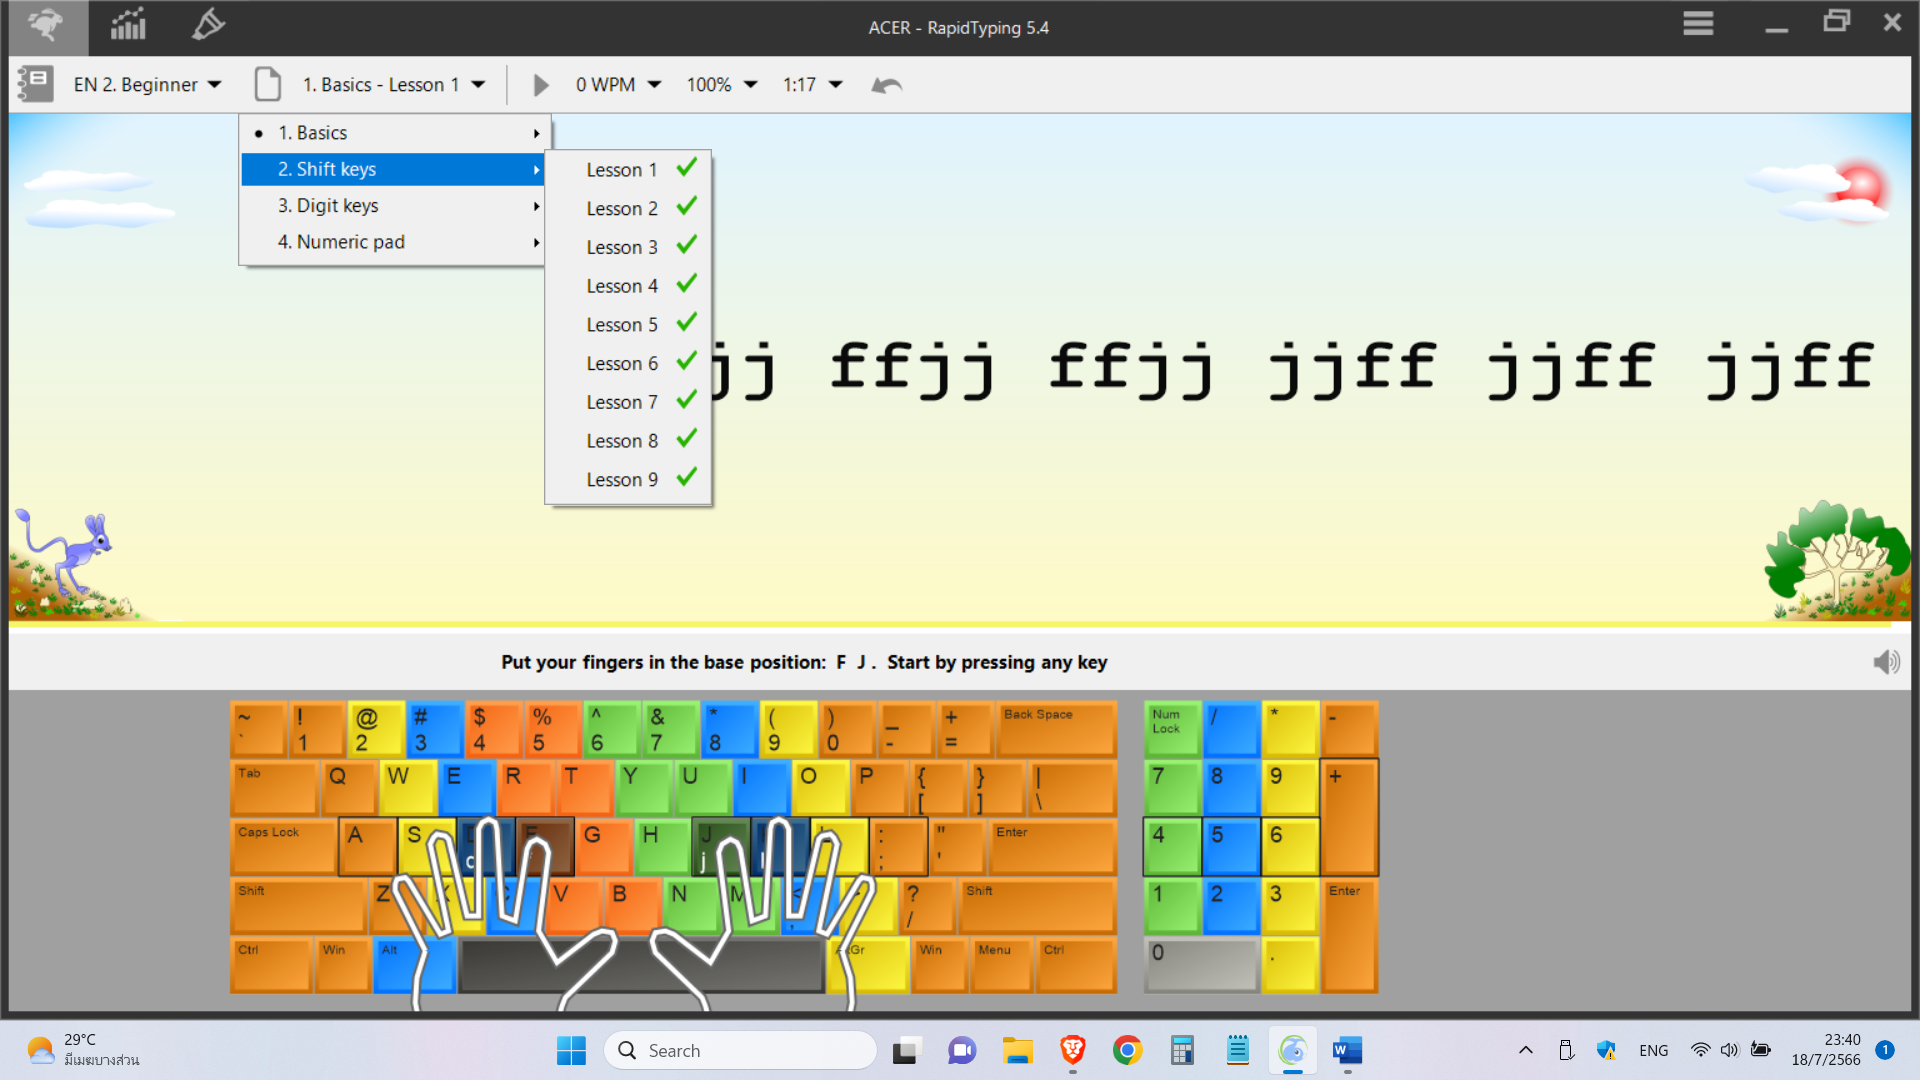 ACER - RapidTyping 5.4
EN 2. Beginner 1. Basics - Lesson 1 0 WPM 100% 1:17
1. Basics
2. Shift keys
3. Digit keys
4. Numeric pad
Lesson 1
Lesson 2
Lesson 3
Lesson 4
Lesson 5
Lesson 6
Lesson 7
Lesson 8
Lesson 9
jj ffjj ffjj jjff jjff jjff
Put your fingers in the base position: F J . Start by pressing any key
~ ! @ # $ % ^ & * ( ) _ + Back Space
` 1 2 3 4 5 6 7 8 9 0 - =
Num Lock / * -
Tab Q W E R T Y U I O P { } |
[ ] \
7 8 9 +
Caps Lock A S G H J : " Enter
j ; '
4 5 6
Shift Z V B N M ? Shift
, /
1 2 3 Enter
Ctrl Win Alt Win Menu Ctrl
0 .
29°C
มีเมฆบางส่วน
Search
ENG
23:40
18/7/2566
1